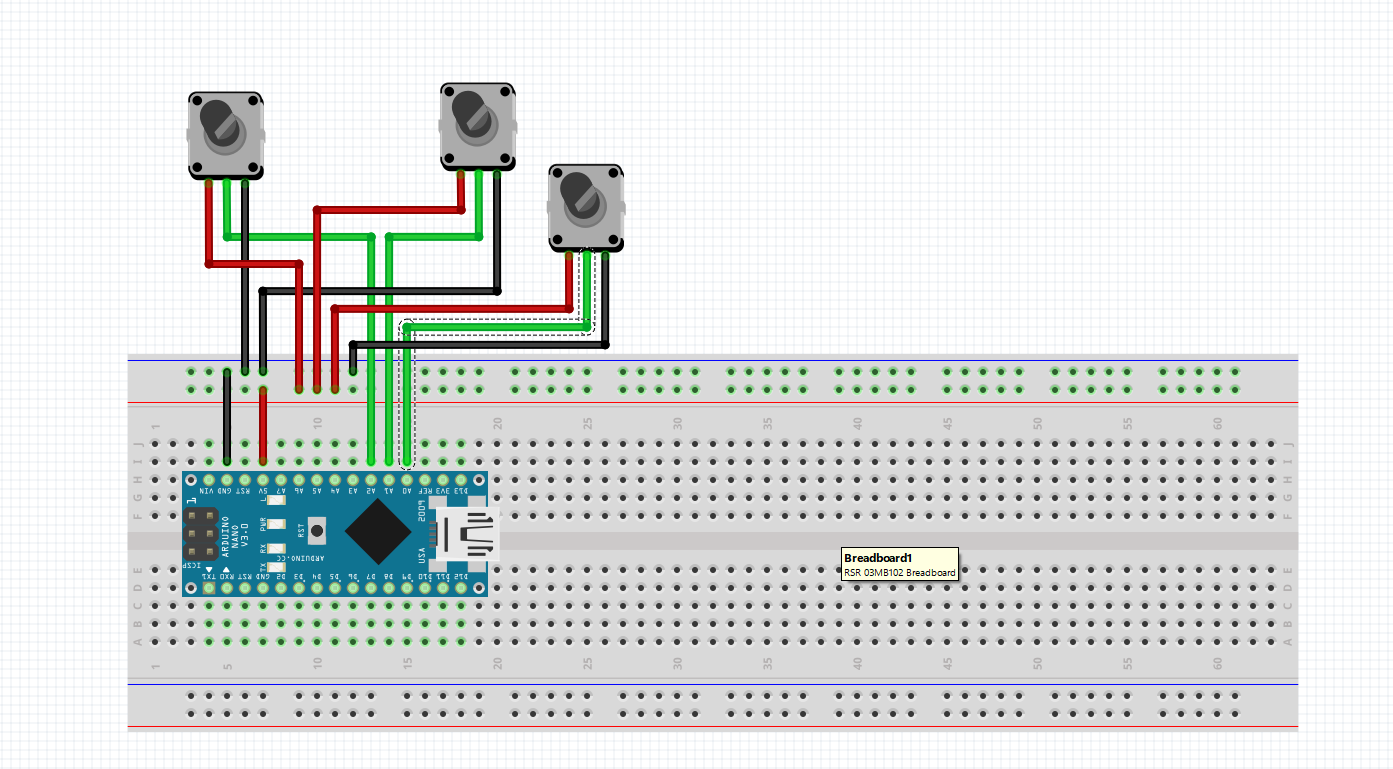 1 10 15 20 25 30 35 40 45 50 55 60
J J
I I
H H
G G
F F
VIN GND RST 5V A7 A6 A5 A4 A3 A2 A1 A0 REF 3V3 D13
1
L
PWR
RX
TX
RST
ARDUINO
NANO
V3.0
ICSP
ARDUINO.CC
2009
USA
TX1 RX0 RST GND D2 D3 D4 D5 D6 D7 D8 D9 D10 D11 D12
Breadboard1
RSR 03MB102 Breadboard
E E
D D
C C
B B
A A
1 5 10 15 20 25 30 35 40 45 50 55 60